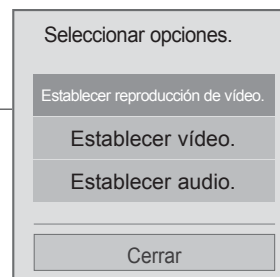 Seleccionar opciones.
Establecer reproducción de vídeo.
Establecer vídeo.
Establecer audio.
Cerrar